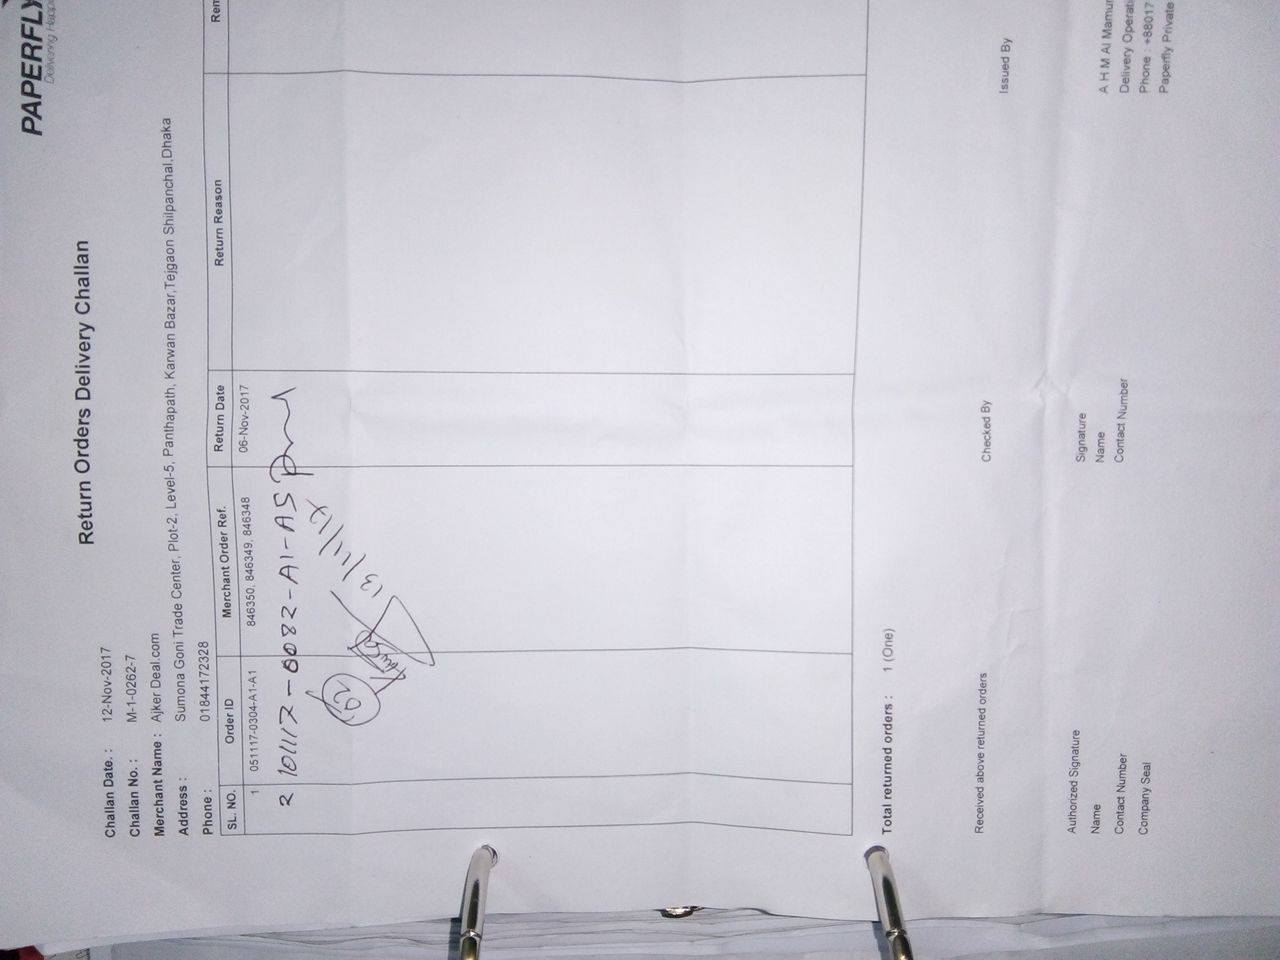 PAPERFLY
Return Orders Delivery Challan
Challan Date : 12-Nov-2017
Challan No. : M-1-0262-7
Merchant Name : Ajker Deal.com
Address : Sumona Goni Trade Center, Plot-2, Level-5, Panthapath, Karwan Bazar,Tejgaon Shilpanchal,Dhaka
Phone : 01844172328
SL. NO. Order ID Merchant Order Ref. Return Date Return Reason Rem
1 051117-0304-A1-A1 846350, 846349, 846348 06-Nov-2017
2 101117-0082-A1-A5
02
13/11/17
Total returned orders : 1 (One)
Received above returned orders Checked By Issued By
Authorized Signature Signature
Name Name A H M Al Mamun
Contact Number Contact Number Delivery Operat
Company Seal Phone : +88017
Paperfly Private